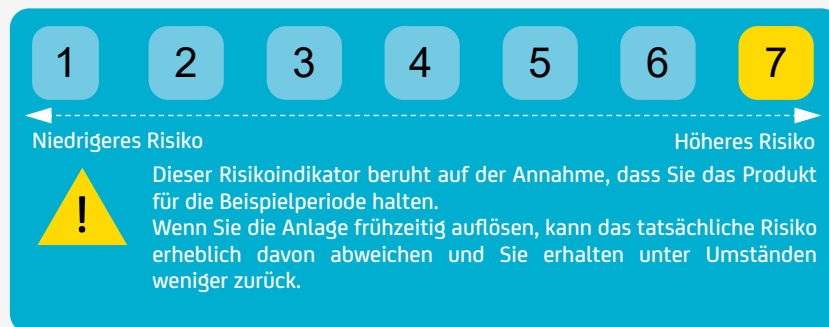 1 2 3 4 5 6 7
Niedrigeres Risiko Höheres Risiko
! Dieser Risikoindikator beruht auf der Annahme, dass Sie das Produkt
für die Beispielperiode halten.
Wenn Sie die Anlage frühzeitig auflösen, kann das tatsächliche Risiko
erheblich davon abweichen und Sie erhalten unter Umständen
weniger zurück.